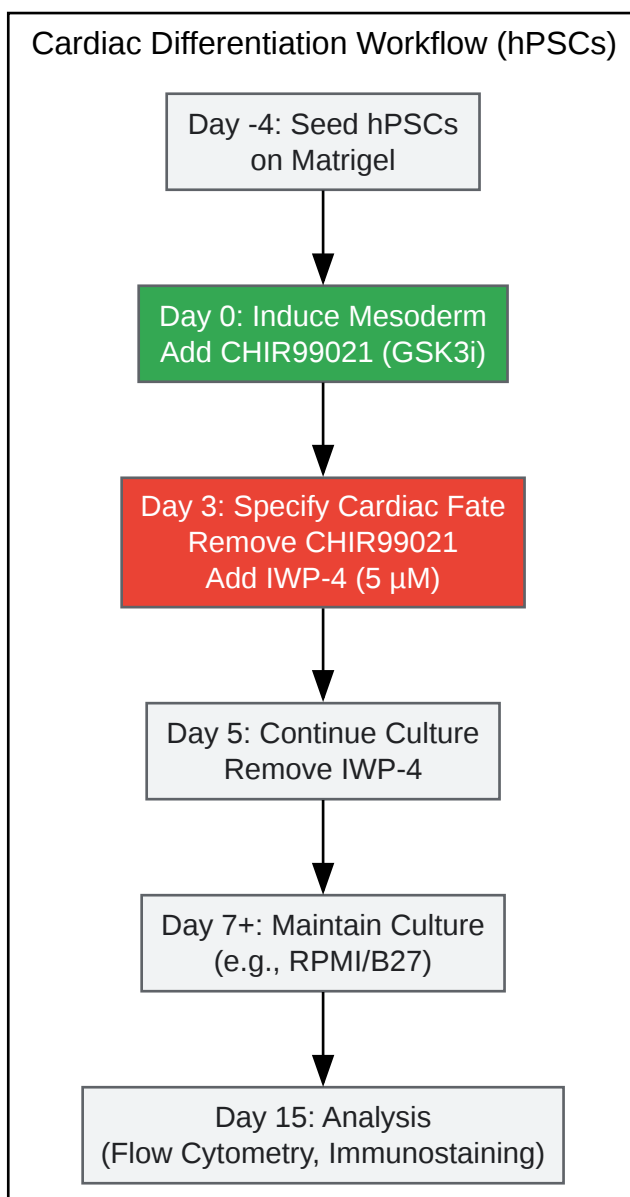 Cardiac Differentiation Workflow (hPSCs)
Day -4: Seed hPSCs
on Matrigel
Day 0: Induce Mesoderm
Add CHIR99021 (GSK3i)
Day 3: Specify Cardiac Fate
Remove CHIR99021
Add IWP-4 (5 µM)
Day 5: Continue Culture
Remove IWP-4
Day 7+: Maintain Culture
(e.g., RPMI/B27)
Day 15: Analysis
(Flow Cytometry, Immunostaining)